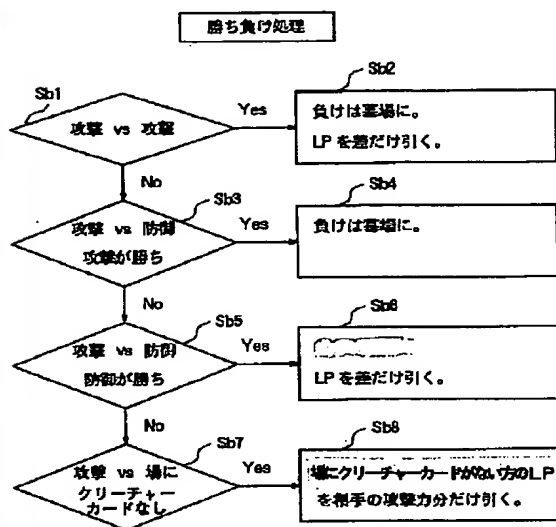 勝ち負け処理
Sb1
攻撃 vs 攻撃
Yes
Sb2
負けは墓場に。
LP を差だけ引く。
No
Sb3
攻撃 vs 防御
攻撃が勝ち
Yes
Sb4
負けは墓場に。
No
Sb5
攻撃 vs 防御
防御が勝ち
Yes
Sb6
LP を差だけ引く。
No
Sb7
攻撃 vs 場に
クリーチャー
カードなし
Yes
Sb8
場にクリーチャーカードがない方のLP
を相手の攻撃力分だけ引く。